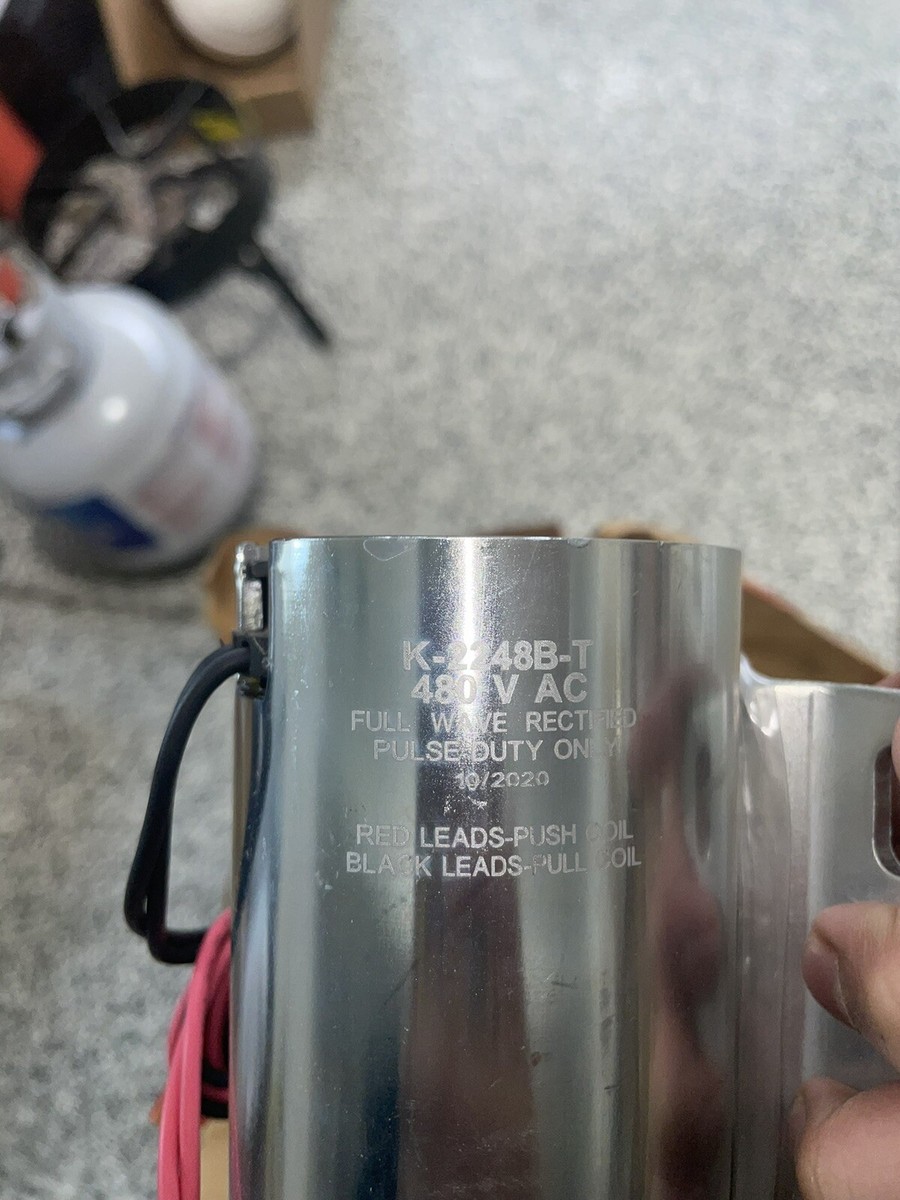 K-2248B-T
480 V AC
FULL WAVE RECTIFIED
PULSE DUTY ONLY
10/2020
RED LEADS-PUSH COIL
BLACK LEADS-PULL COIL